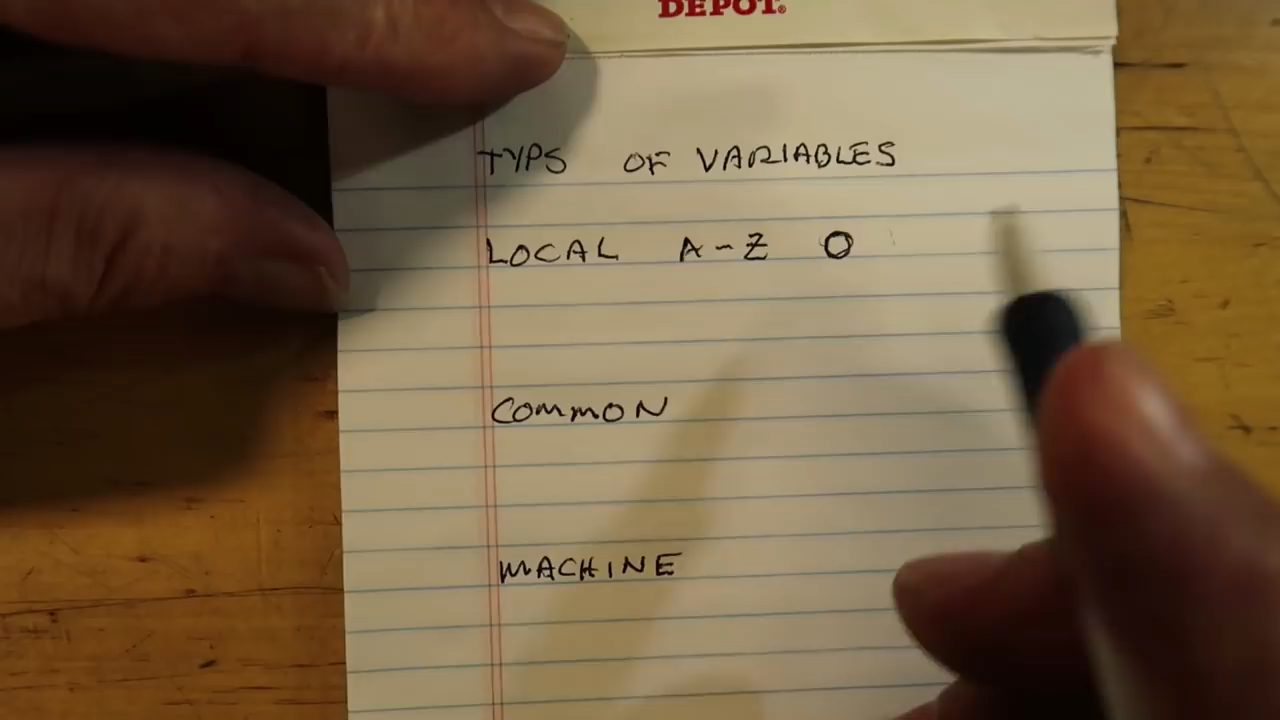 DEPOT.
TYPS OF VARIABLES
LOCAL A-Z O
COMMON
MACHINE